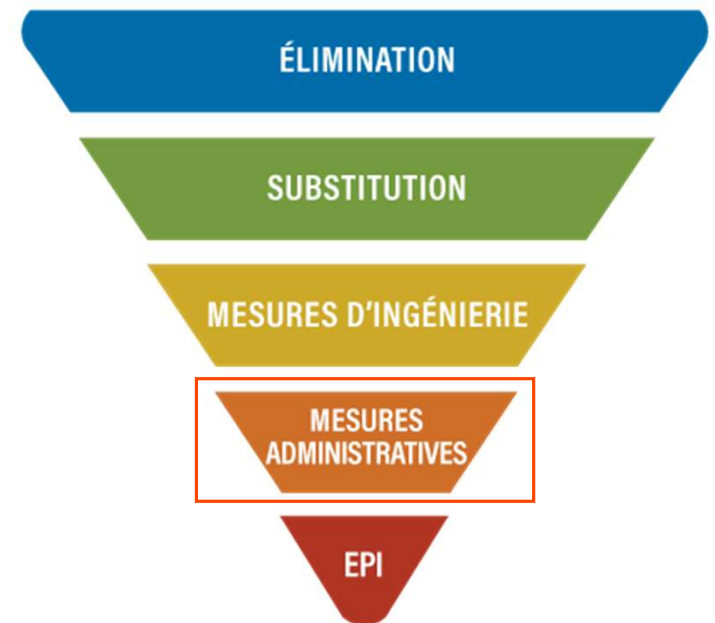 ÉLIMINATION
SUBSTITUTION
MESURES D'INGÉNIERIE
MESURES
ADMINISTRATIVES
EPI